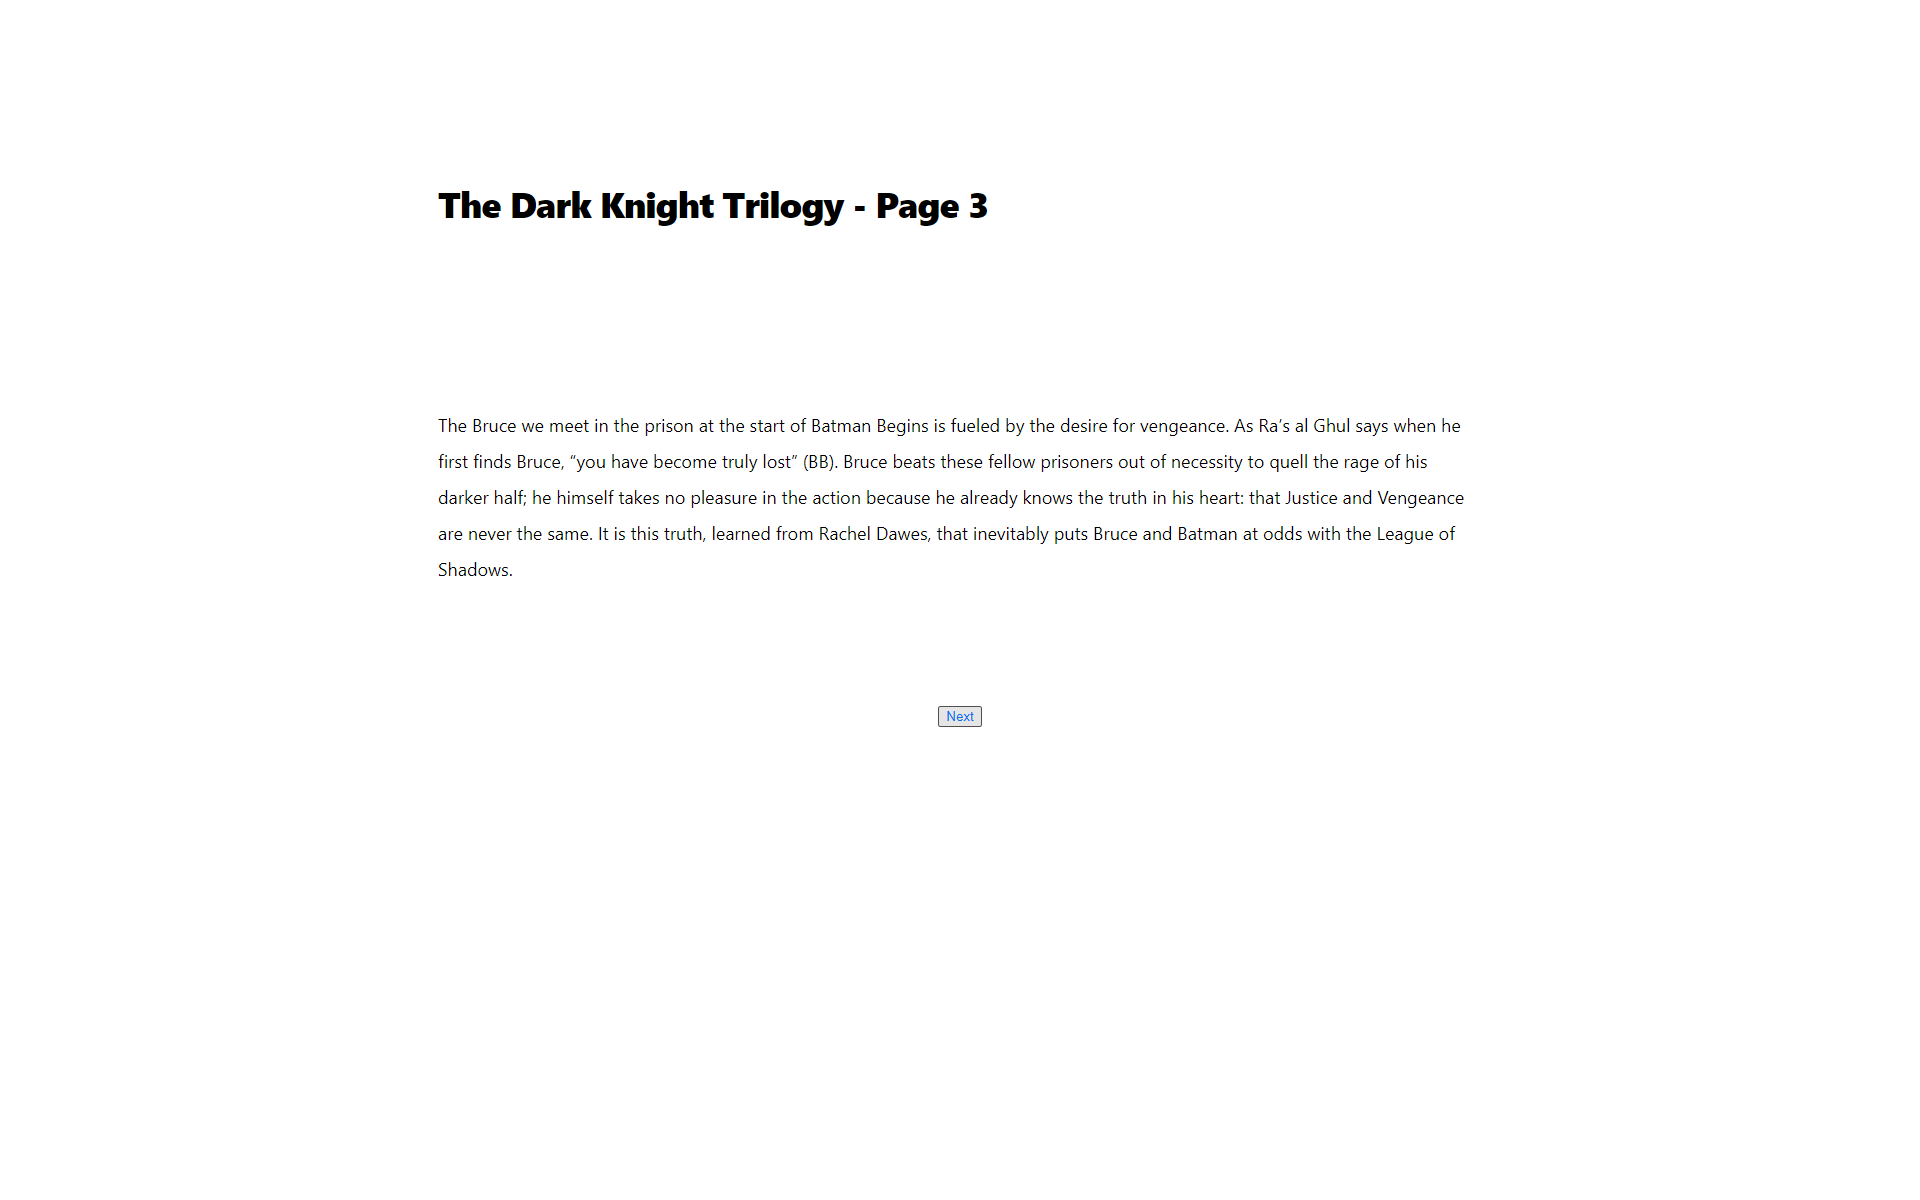 The Dark Knight Trilogy - Page 3
The Bruce we meet in the prison at the start of Batman Begins is fueled by the desire for vengeance. As Ra’s al Ghul says when he
first finds Bruce, “you have become truly lost” (BB). Bruce beats these fellow prisoners out of necessity to quell the rage of his
darker half; he himself takes no pleasure in the action because he already knows the truth in his heart: that Justice and Vengeance
are never the same. It is this truth, learned from Rachel Dawes, that inevitably puts Bruce and Batman at odds with the League of
Shadows.
Next